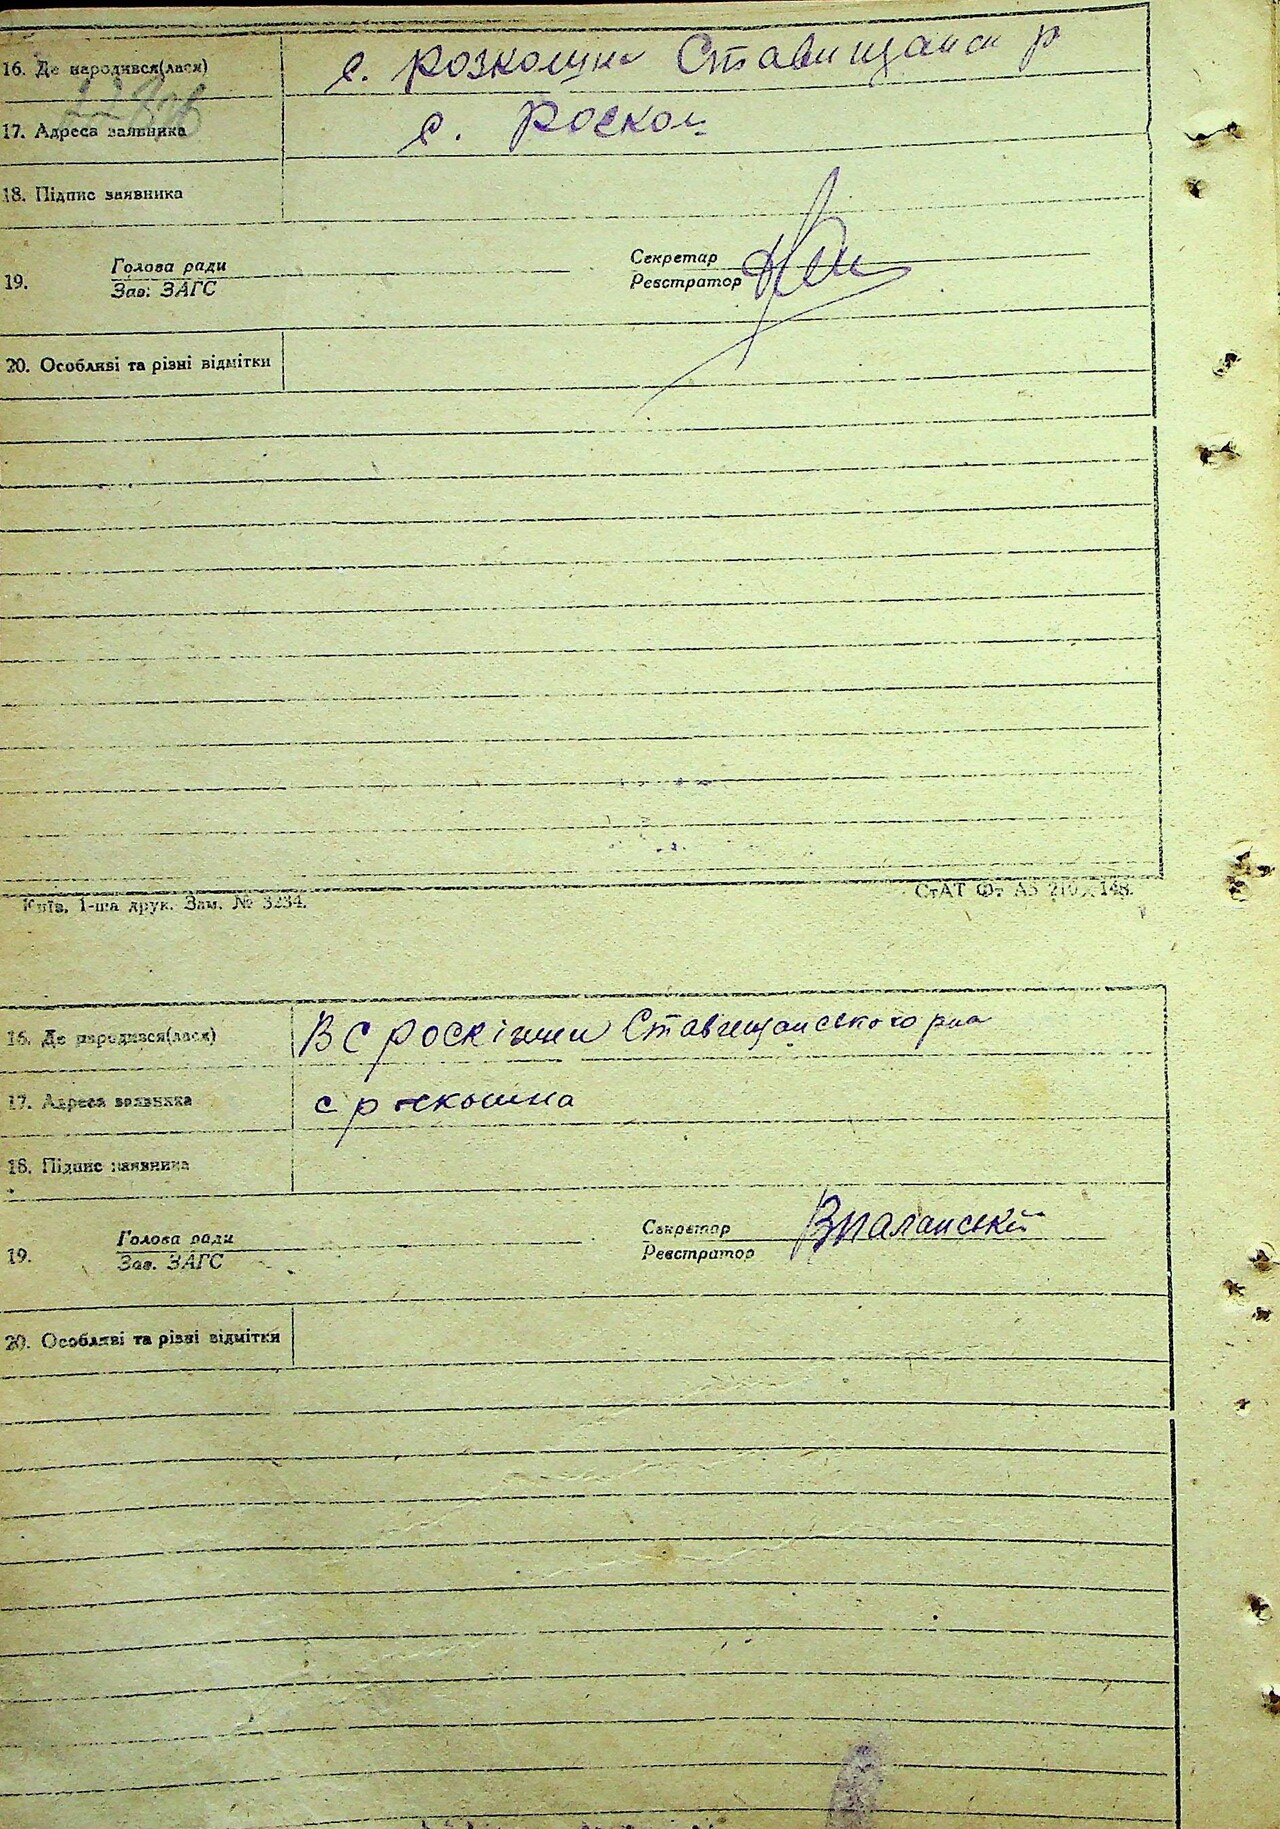 16. Де народився(лася) с. Розкошна Ставищанск р
17. Адреса заявника с. Роскош
18. Підпис заявника
19. Голова ради Секретар
Зав. ЗАГС Реєстратор
20. Особливі та різні відмітки
Київ, 1-ша друк. Зам. № 3234.
16. Де народився(лася) В с Роскішни Ставищанського р-на
17. Адреса заявника с Роскошна
18. Підпис заявника
19. Голова ради Секретар
Зав. ЗАГС Реєстратор
20. Особливі та різні відмітки